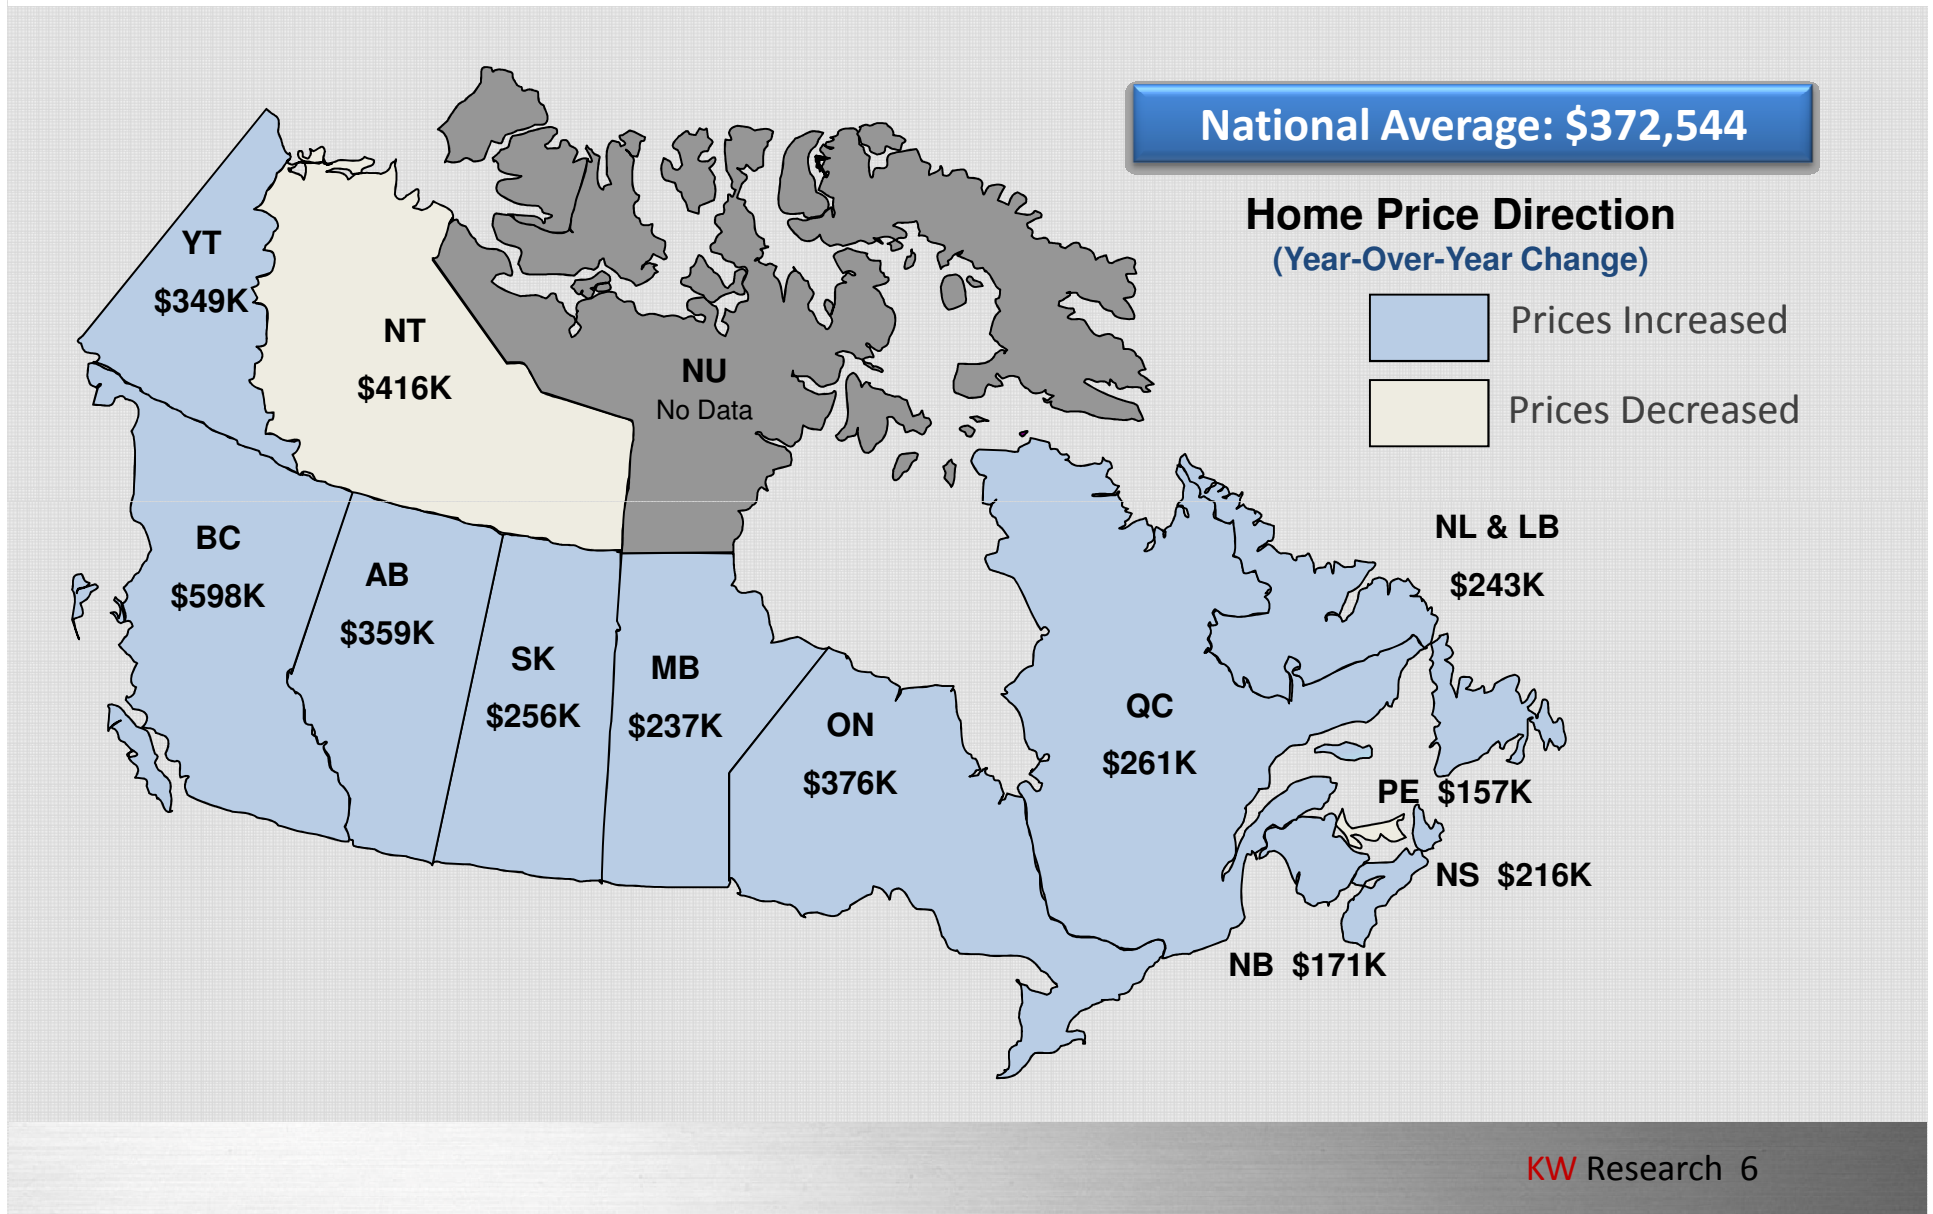 National Average: $372,544
Home Price Direction
(Year-Over-Year Change)
Prices Increased
Prices Decreased
YT
$349K
NT
$416K
NU
No Data
BC
$598K
AB
$359K
SK
$256K
MB
$237K
ON
$376K
QC
$261K
NL & LB
$243K
PE $157K
NS $216K
NB $171K
KW Research 6